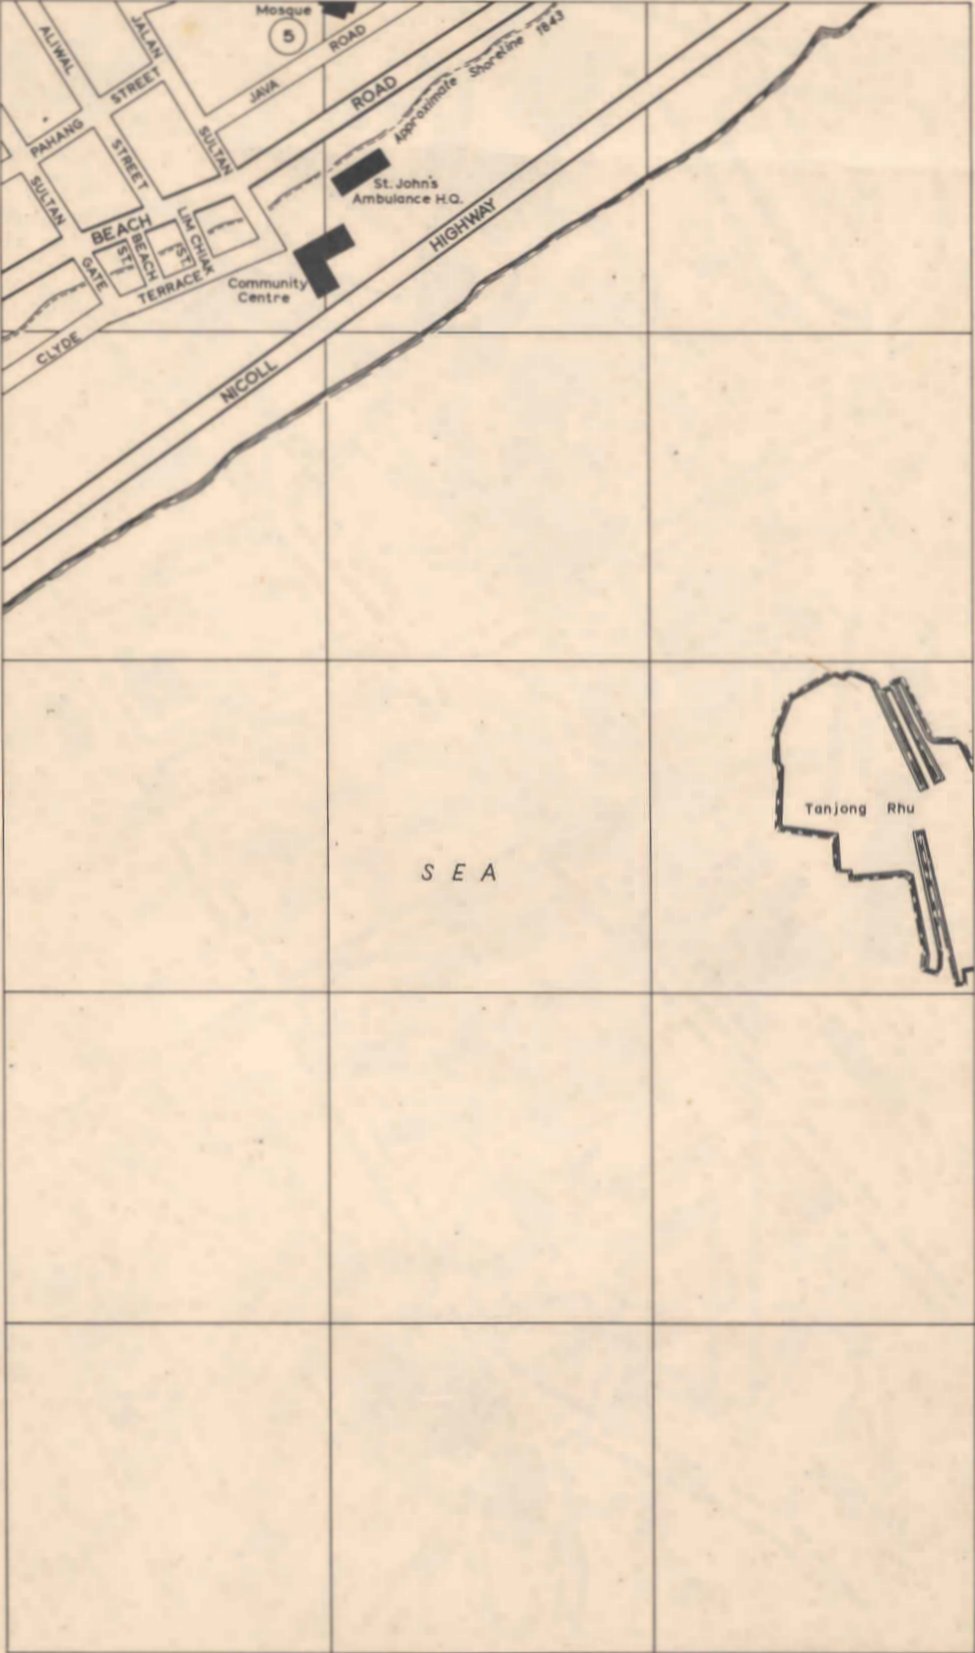 Mosque
5
ALIWAL
STREET
JALAN
SULTAN
JAVA ROAD
PAHANG STREET
BEACH ROAD
Approximate Shoreline 1843
SULTAN
GATE
St. John's
Ambulance H.Q.
BEACH
ST.
LIM CHIAK
ST.
Community
Centre
CLYDE TERRACE
NICOLL HIGHWAY
Tanjong Rhu
SEA